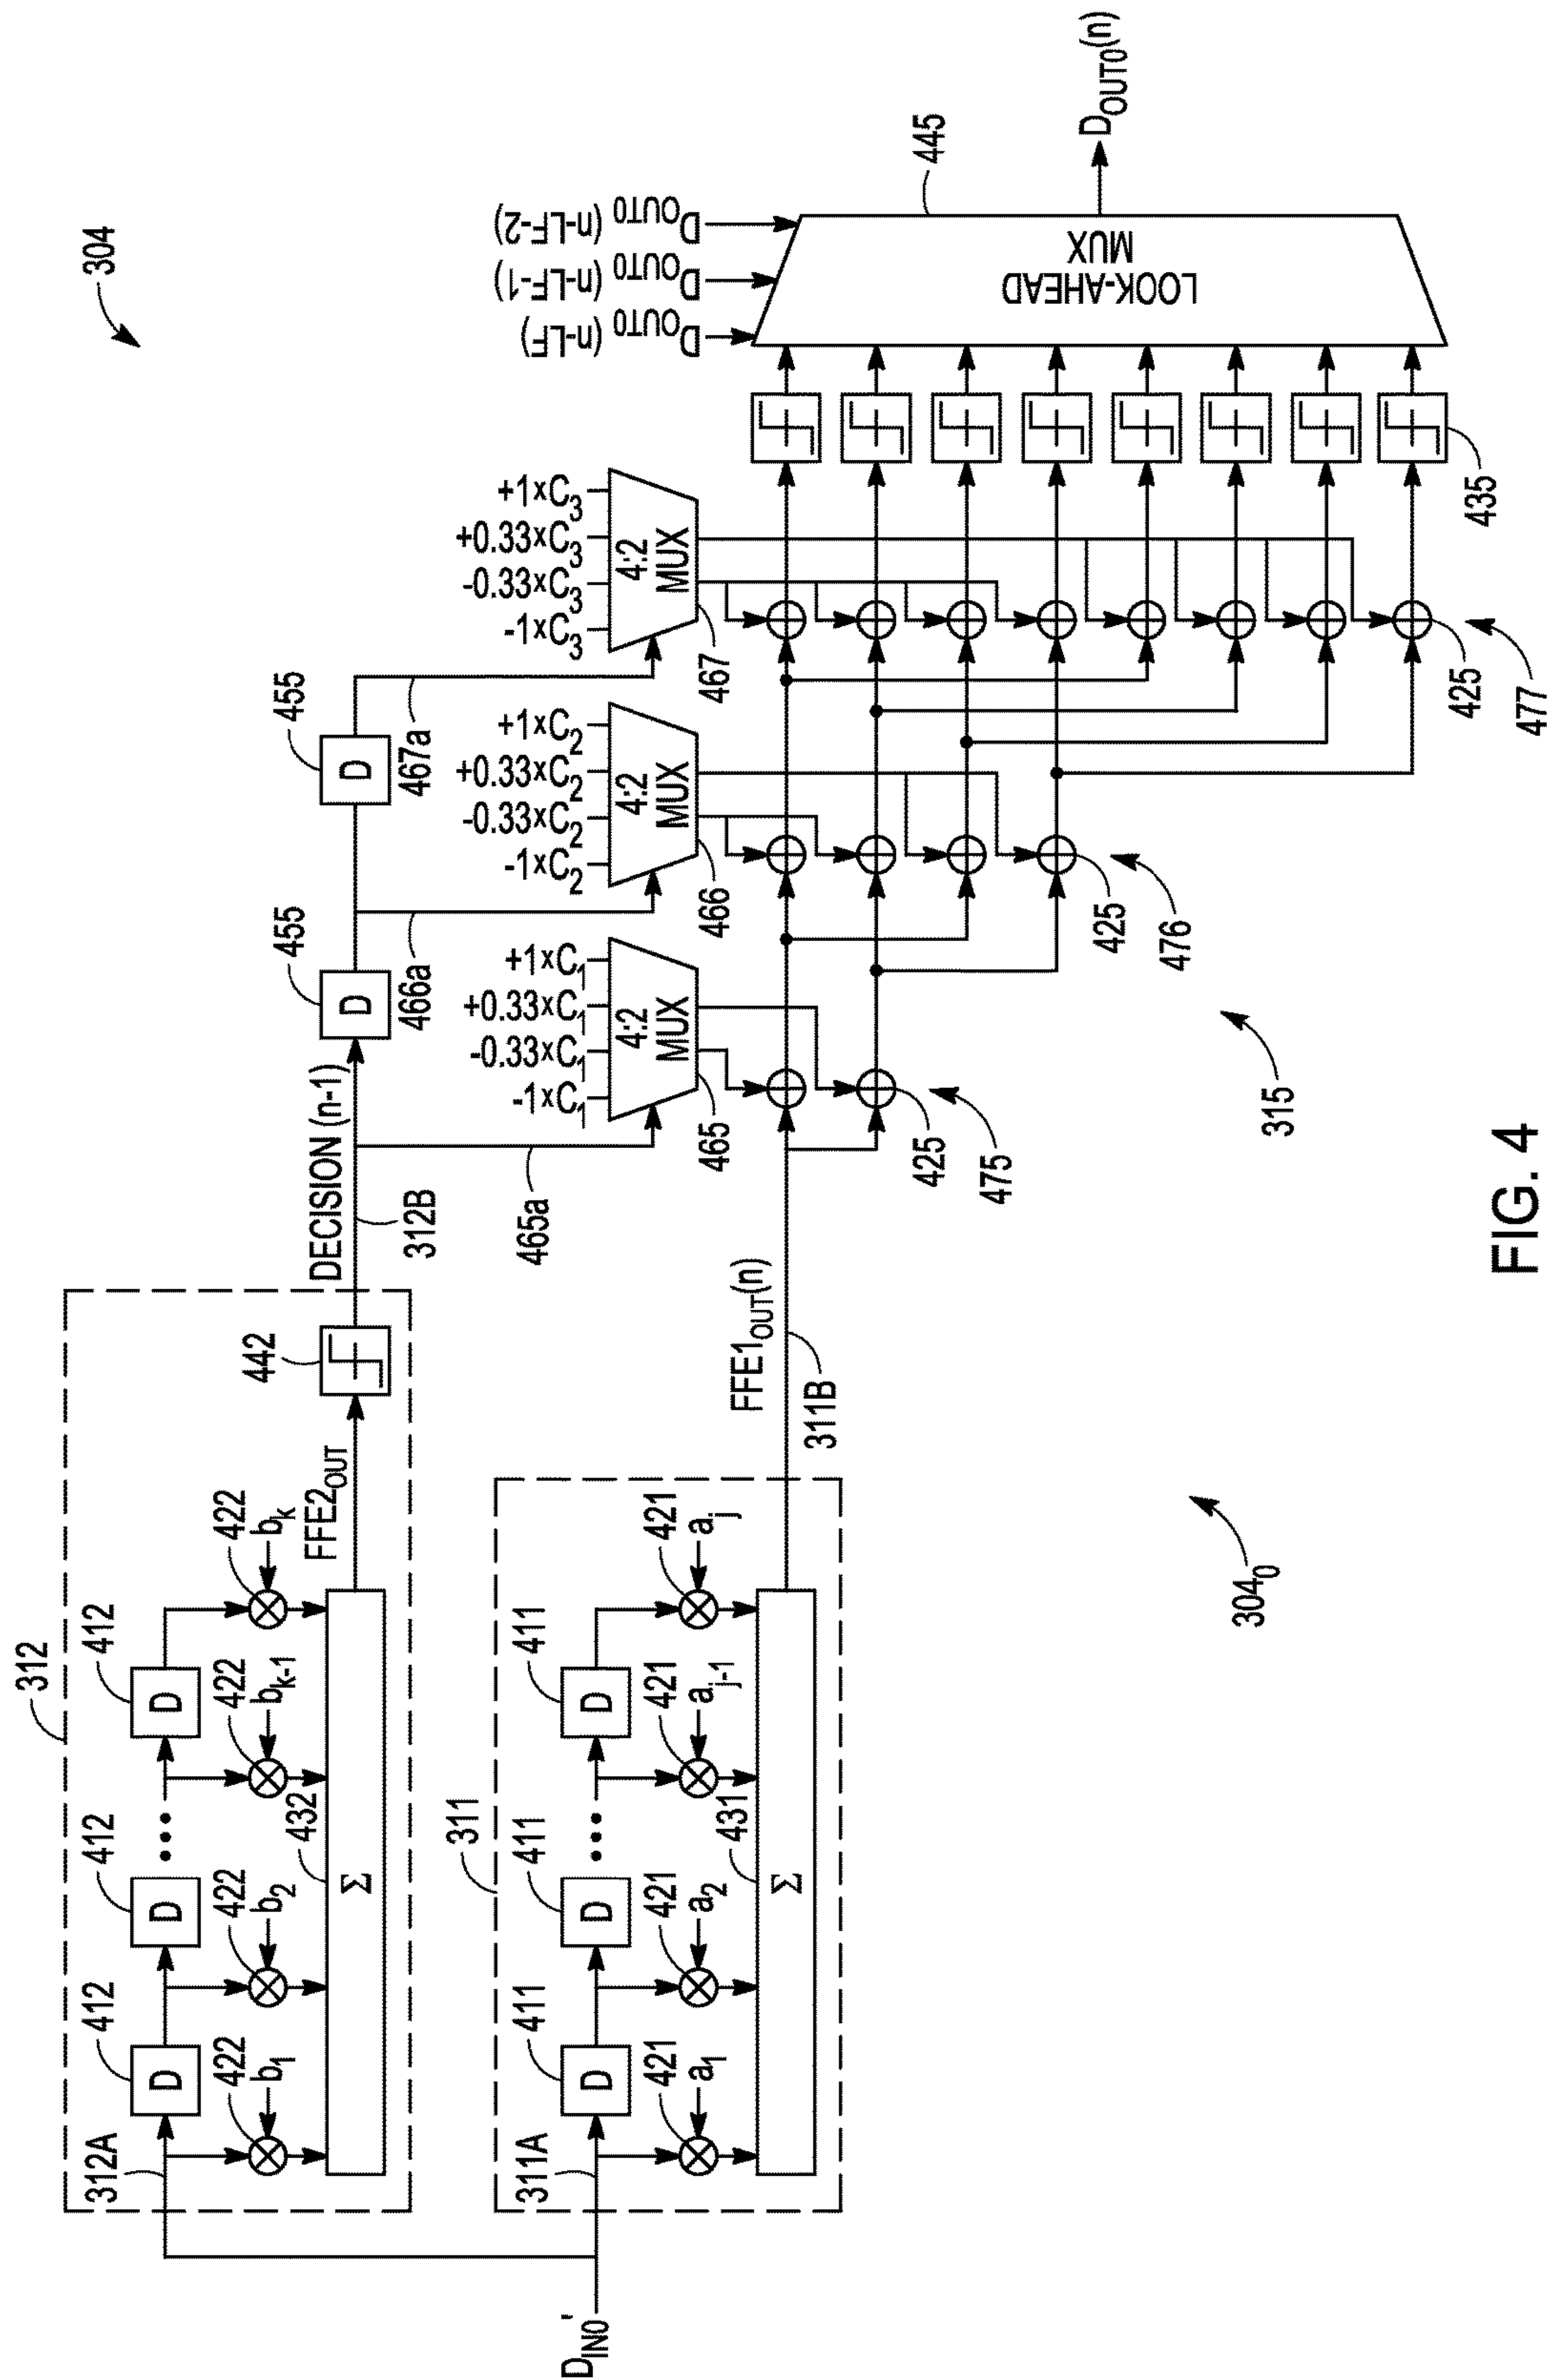 304
312
312A
412
412
412
D
D
D
422
422
422
422
b1
b2
bk-1
bk
432
Σ
FFE2OUT
442
DECISION (n-1)
312B
455
D
466a
455
D
467a
465a
DIN0'
311
311A
411
411
411
D
D
D
421
421
421
421
a1
a2
aj-1
aj
431
Σ
FFE1OUT(n)
311B
-1×C1
-0.33×C1
+0.33×C1
+1×C1
4:2
MUX
465
-1×C2
-0.33×C2
+0.33×C2
+1×C2
4:2
MUX
466
-1×C3
-0.33×C3
+0.33×C3
+1×C3
4:2
MUX
467
425
475
425
476
425
477
435
DOUT0 (n-LF)
DOUT0 (n-LF-1)
DOUT0 (n-LF-2)
LOOK-AHEAD
MUX
445
DOUT0(n)
315
3040
FIG. 4